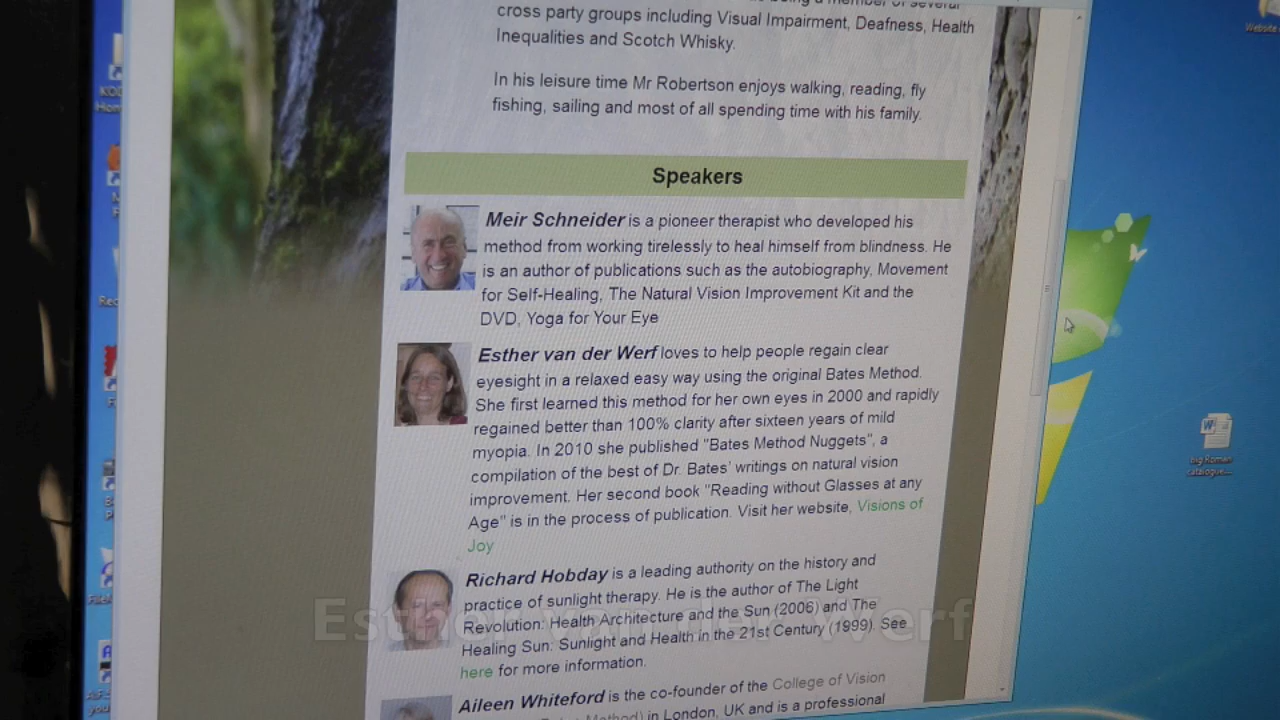 cross party groups including Visual Impairment, Deafness, Health
Inequalities and Scotch Whisky.
In his leisure time Mr Robertson enjoys walking, reading, fly
fishing, sailing and most of all spending time with his family.
Speakers
Meir Schneider is a pioneer therapist who developed his
method from working tirelessly to heal himself from blindness. He
is an author of publications such as the autobiography, Movement
for Self-Healing, The Natural Vision Improvement Kit and the
DVD, Yoga for Your Eye
Esther van der Werf loves to help people regain clear
eyesight in a relaxed easy way using the original Bates Method.
She first learned this method for her own eyes in 2000 and rapidly
regained better than 100% clarity after sixteen years of mild
myopia. In 2010 she published "Bates Method Nuggets", a
compilation of the best of Dr. Bates' writings on natural vision
improvement. Her second book "Reading without Glasses at any
Age" is in the process of publication. Visit her website, Visions of
Joy
Richard Hobday is a leading authority on the history and
practice of sunlight therapy. He is the author of The Light
Revolution: Health Architecture and the Sun (2006) and The
Healing Sun: Sunlight and Health in the 21st Century (1999). See
here for more information.
Esther van der Werf
Aileen Whiteford is the co-founder of the College of Vision
Method) in London, UK and is a professional
Website
big Roman
catalogue....